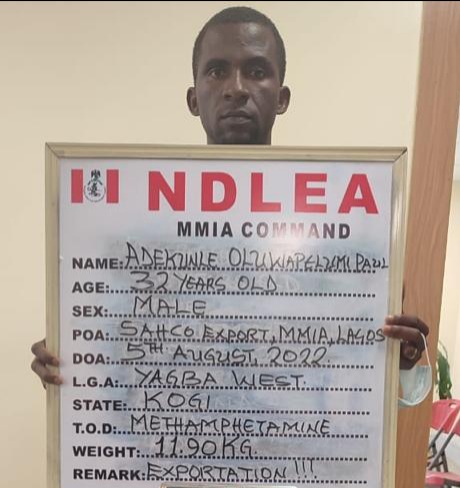 NDLEA
MMIA COMMAND
NAME: ADEKUNLE OLUWAPELUMI PAUL
AGE: 32 YEARS OLD
SEX: MALE
POA: SAHCO EXPORT, MMIA, LAGOS
DOA: 5TH AUGUST, 2022
L.G.A: YAGBA WEST.
STATE: KOGI
T.O.D: METHAMPHETAMINE
WEIGHT: 11.90KG.
REMARK: EXPORTATION!!!